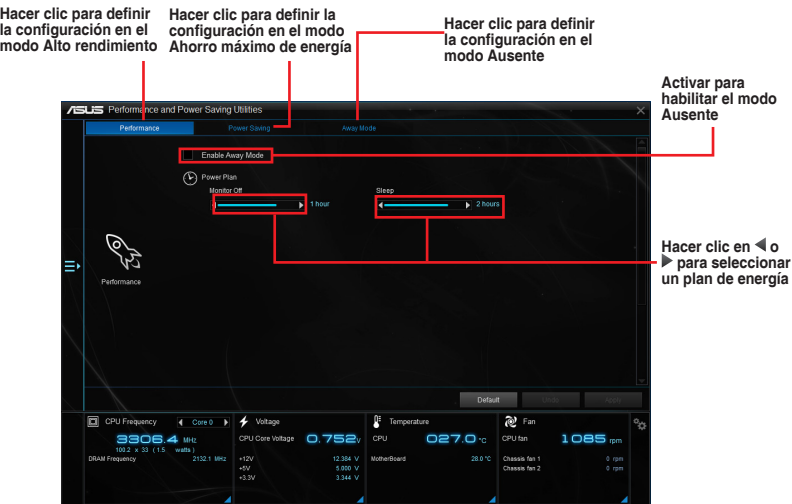 Hacer clic para definir
la configuración en el
modo Alto rendimiento
Hacer clic para definir la
configuración en el modo
Ahorro máximo de energía
Hacer clic para definir
la configuración en el
modo Ausente
Activar para
habilitar el modo
Ausente
ASUS Performance and Power Saving Utilities
Performance
Power Saving
Away Mode
Enable Away Mode
Power Plan
Monitor Off
1 hour
Sleep
2 hours
Hacer clic en ◀ o
▶ para seleccionar
un plan de energía
Performance
Default
Undo
Apply
CPU Frequency
Core 0
3306.4 MHz
100.2 x 33 (1.5 watts)
DRAM Frequency 2132.1 MHz
Voltage
CPU Core Voltage 0.752 V
+12V 12.384 V
+5V 5.000 V
+3.3V 3.344 V
Temperature
CPU 027.0 °C
MotherBoard 28.0 °C
Fan
CPU fan 1085 rpm
Chassis fan 1 0 rpm
Chassis fan 2 0 rpm